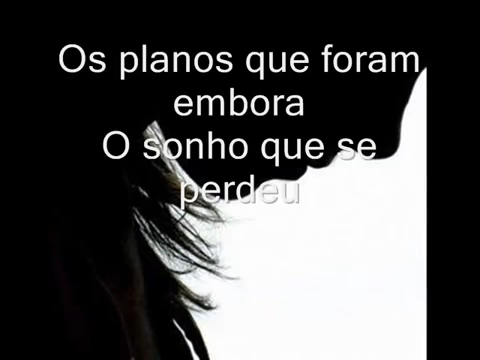 Os planos que foram
embora
O sonho que se
perdeu